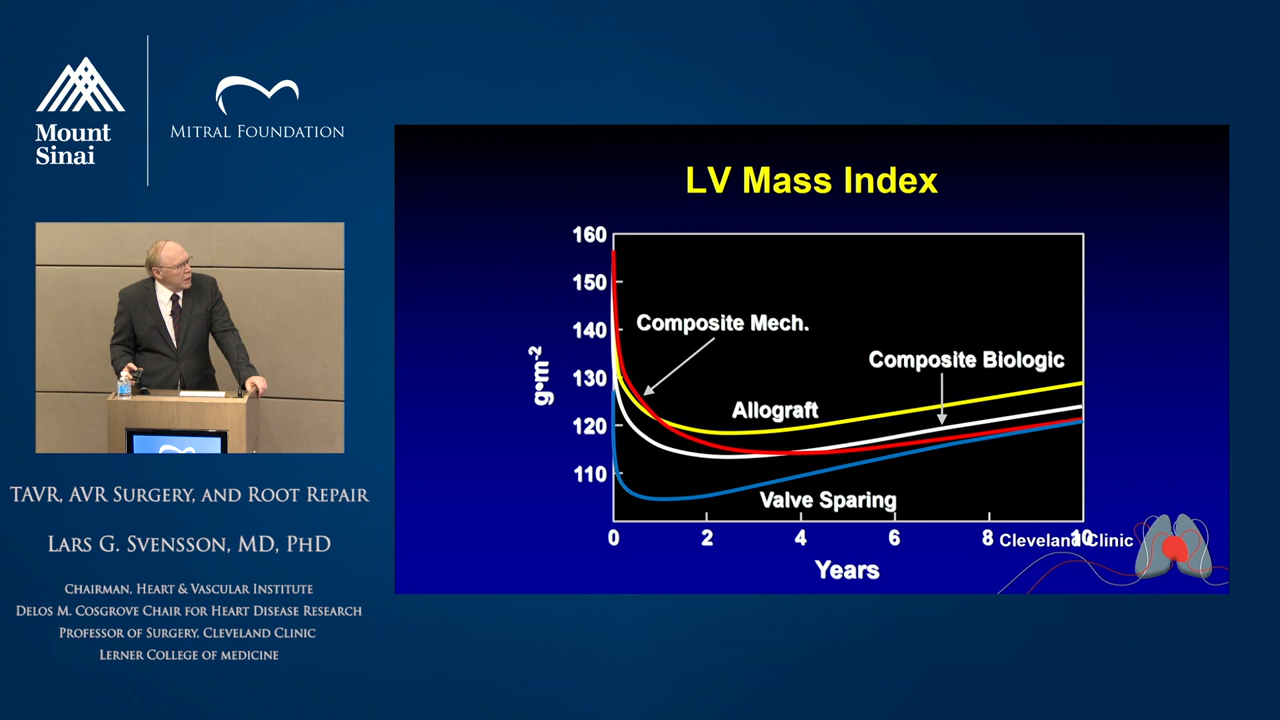 Mount
Sinai
MITRAL FOUNDATION
TAVR, AVR SURGERY, AND ROOT REPAIR
LARS G. SVENSSON, MD, PHD
CHAIRMAN, HEART & VASCULAR INSTITUTE
DELOS M. COSGROVE CHAIR FOR HEART DISEASE RESEARCH
PROFESSOR OF SURGERY, CLEVELAND CLINIC
LERNER COLLEGE OF MEDICINE
LV Mass Index
160
150
140
130
120
110
g•m-2
Composite Mech.
Composite Biologic
Allograft
Valve Sparing
0 2 4 6 8 10
Years
Cleveland Clinic